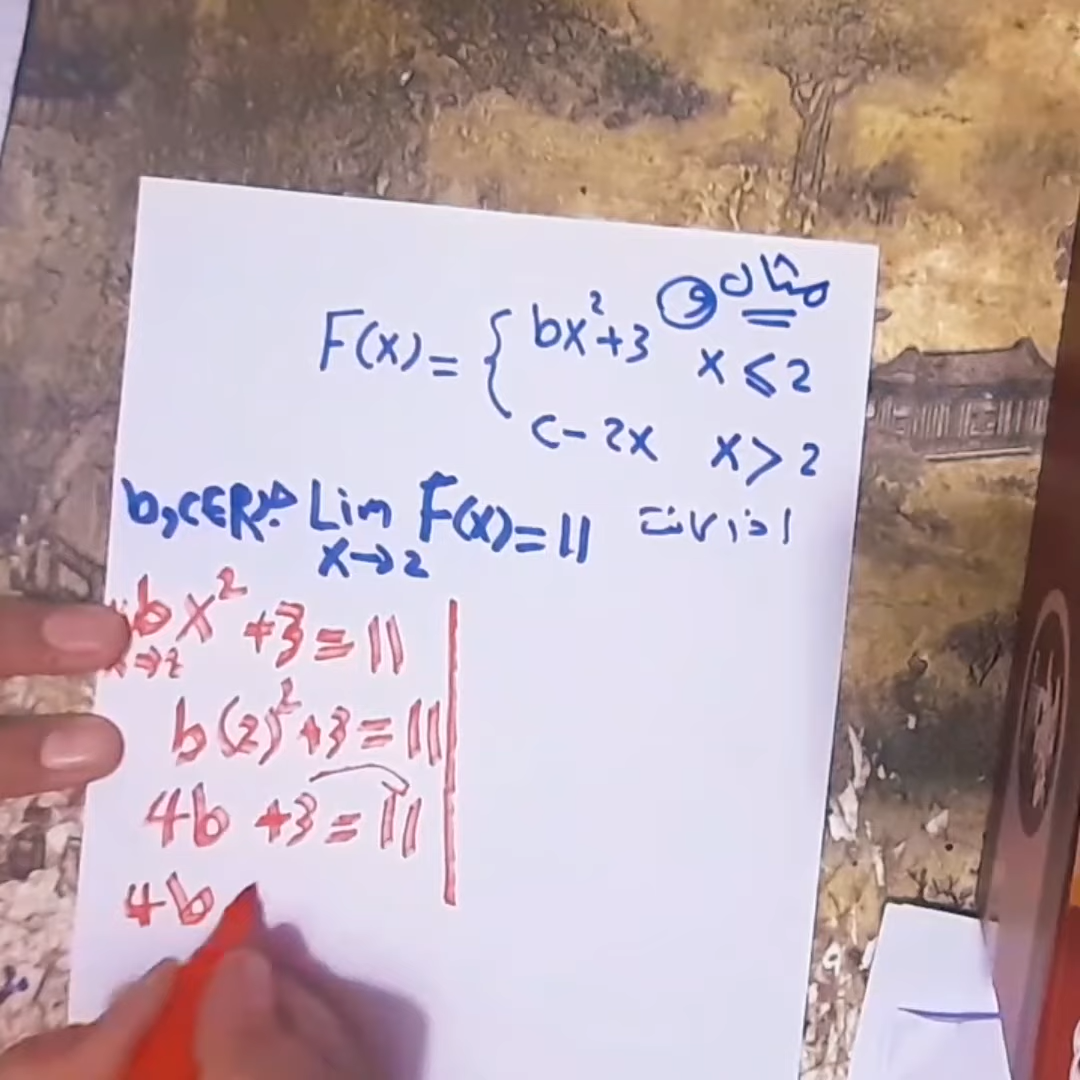 مثال 9
F(x) = { bx²+3 x ≤ 2
c - 2x x > 2
b,c∈R Lim F(x) = 11 اذا كانت
x→2
bx² +3 = 11
x→2
b(2)² +3 = 11
4b +3 = 11
4b